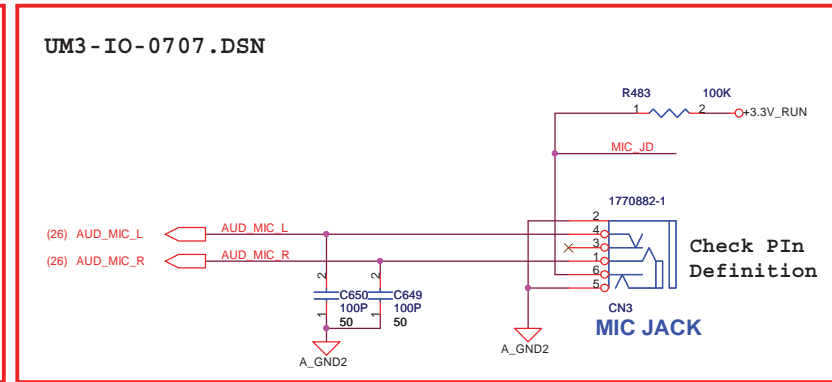 UM3-IO-0707.DSN
R483 100K
1 2 +3.3V_RUN
MIC_JD
1770882-1
2
(26) AUD_MIC_L AUD_MIC_L 4
3
(26) AUD_MIC_R AUD_MIC_R 1
6
5
Check PIn
Definition
2 2
C650 C649
100P 100P
1 50 1 50
CN3
MIC JACK
A_GND2 A_GND2